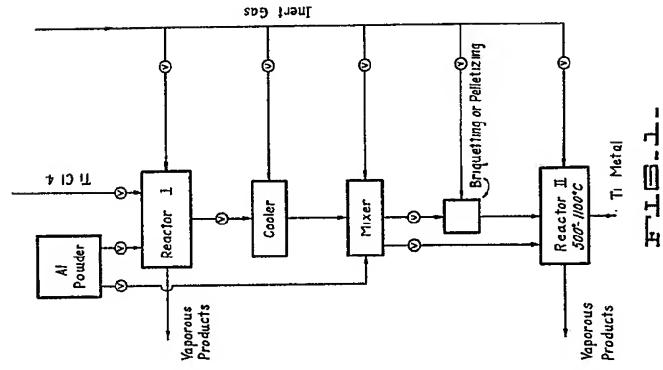 Inert Gas
Ti Cl 4
Al
Powder
V
V
V
V
V
V
V
V
Reactor I
Vaporous
Products
V
Cooler
Mixer
V
V
Briquetting or Pelletizing
Reactor II
500°-1100°C
Vaporous
Products
Ti Metal
FIG.1.